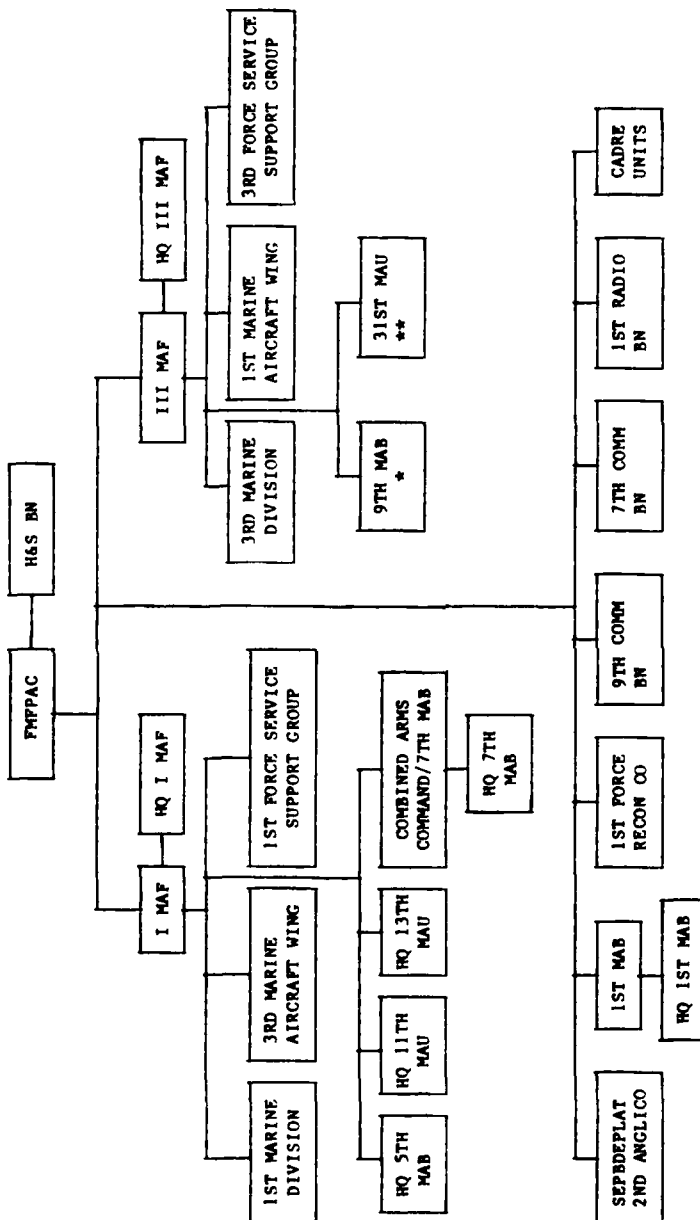 FMFPAC
H&S BN
I MAF
HQ I MAF
III MAF
HQ III MAF
1ST MARINE
DIVISION
3RD MARINE
AIRCRAFT WING
1ST FORCE SERVICE
SUPPORT GROUP
3RD MARINE
DIVISION
1ST MARINE
AIRCRAFT WING
3RD FORCE SERVICE
SUPPORT GROUP
HQ 5TH
MAB
HQ 11TH
MAU
HQ 13TH
MAU
COMBINED ARMS
COMMAND/7TH MAB
HQ 7TH
MAB
9TH MAB
*
31ST MAU
**
SEPBDEPLAT
2ND ANGLICO
1ST MAB
HQ 1ST MAB
1ST FORCE
RECON CO
9TH COMM
BN
7TH COMM
BN
1ST RADIO
BN
CADRE
UNITS